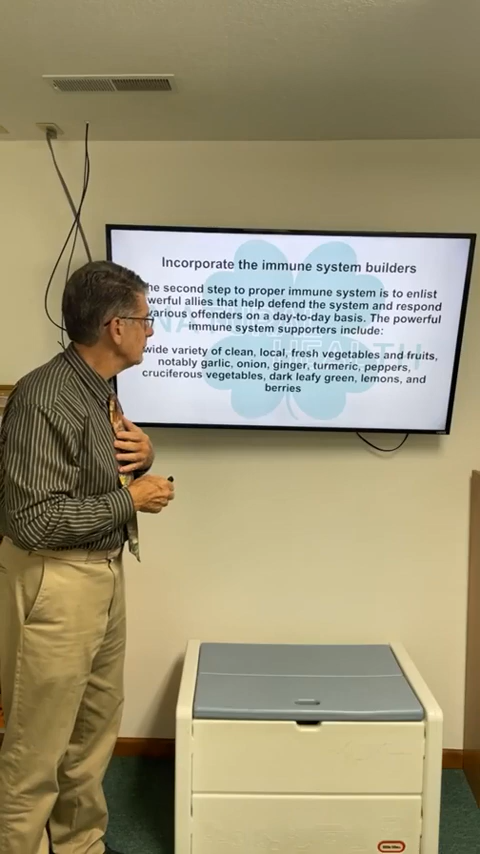 Incorporate the immune system builders
he second step to proper immune system is to enlist
werful allies that help defend the system and respond
various offenders on a day-to-day basis. The powerful
immune system supporters include:
wide variety of clean, local, fresh vegetables and fruits,
notably garlic, onion, ginger, turmeric, peppers,
cruciferous vegetables, dark leafy green, lemons, and
berries
HEALTH